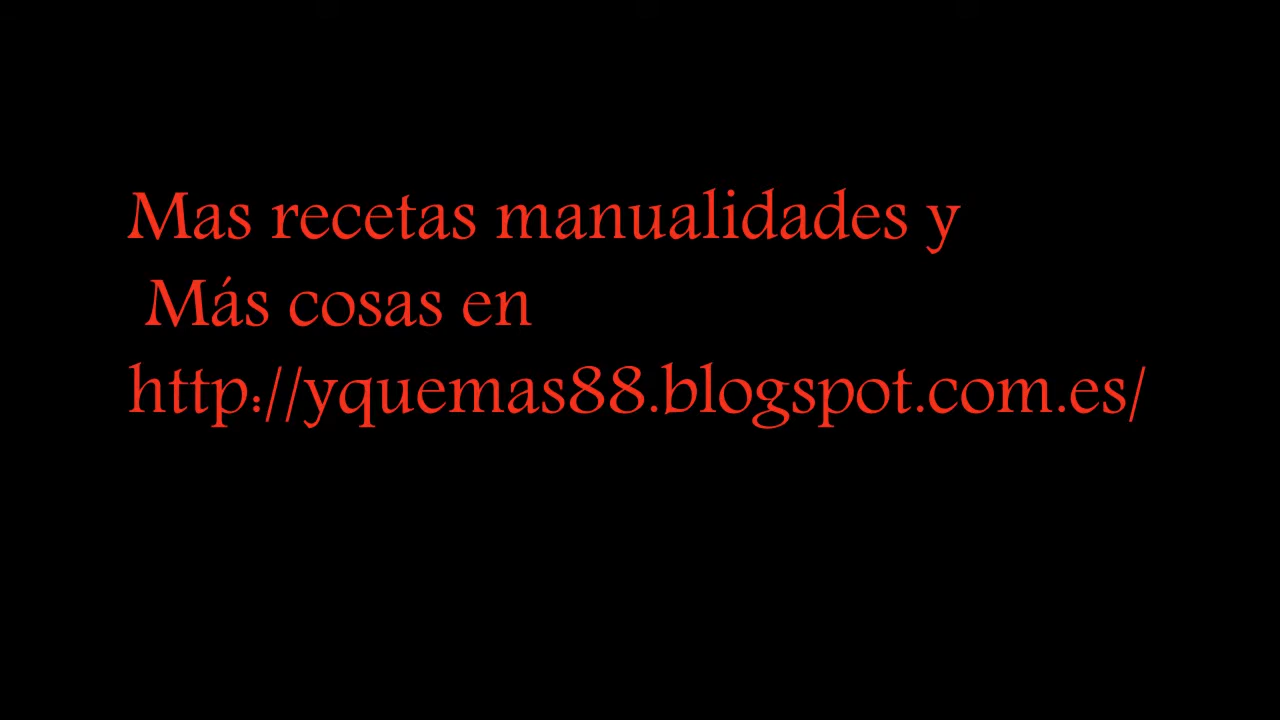 Mas recetas manualidades y
Más cosas en
http://yquemas88.blogspot.com.es/